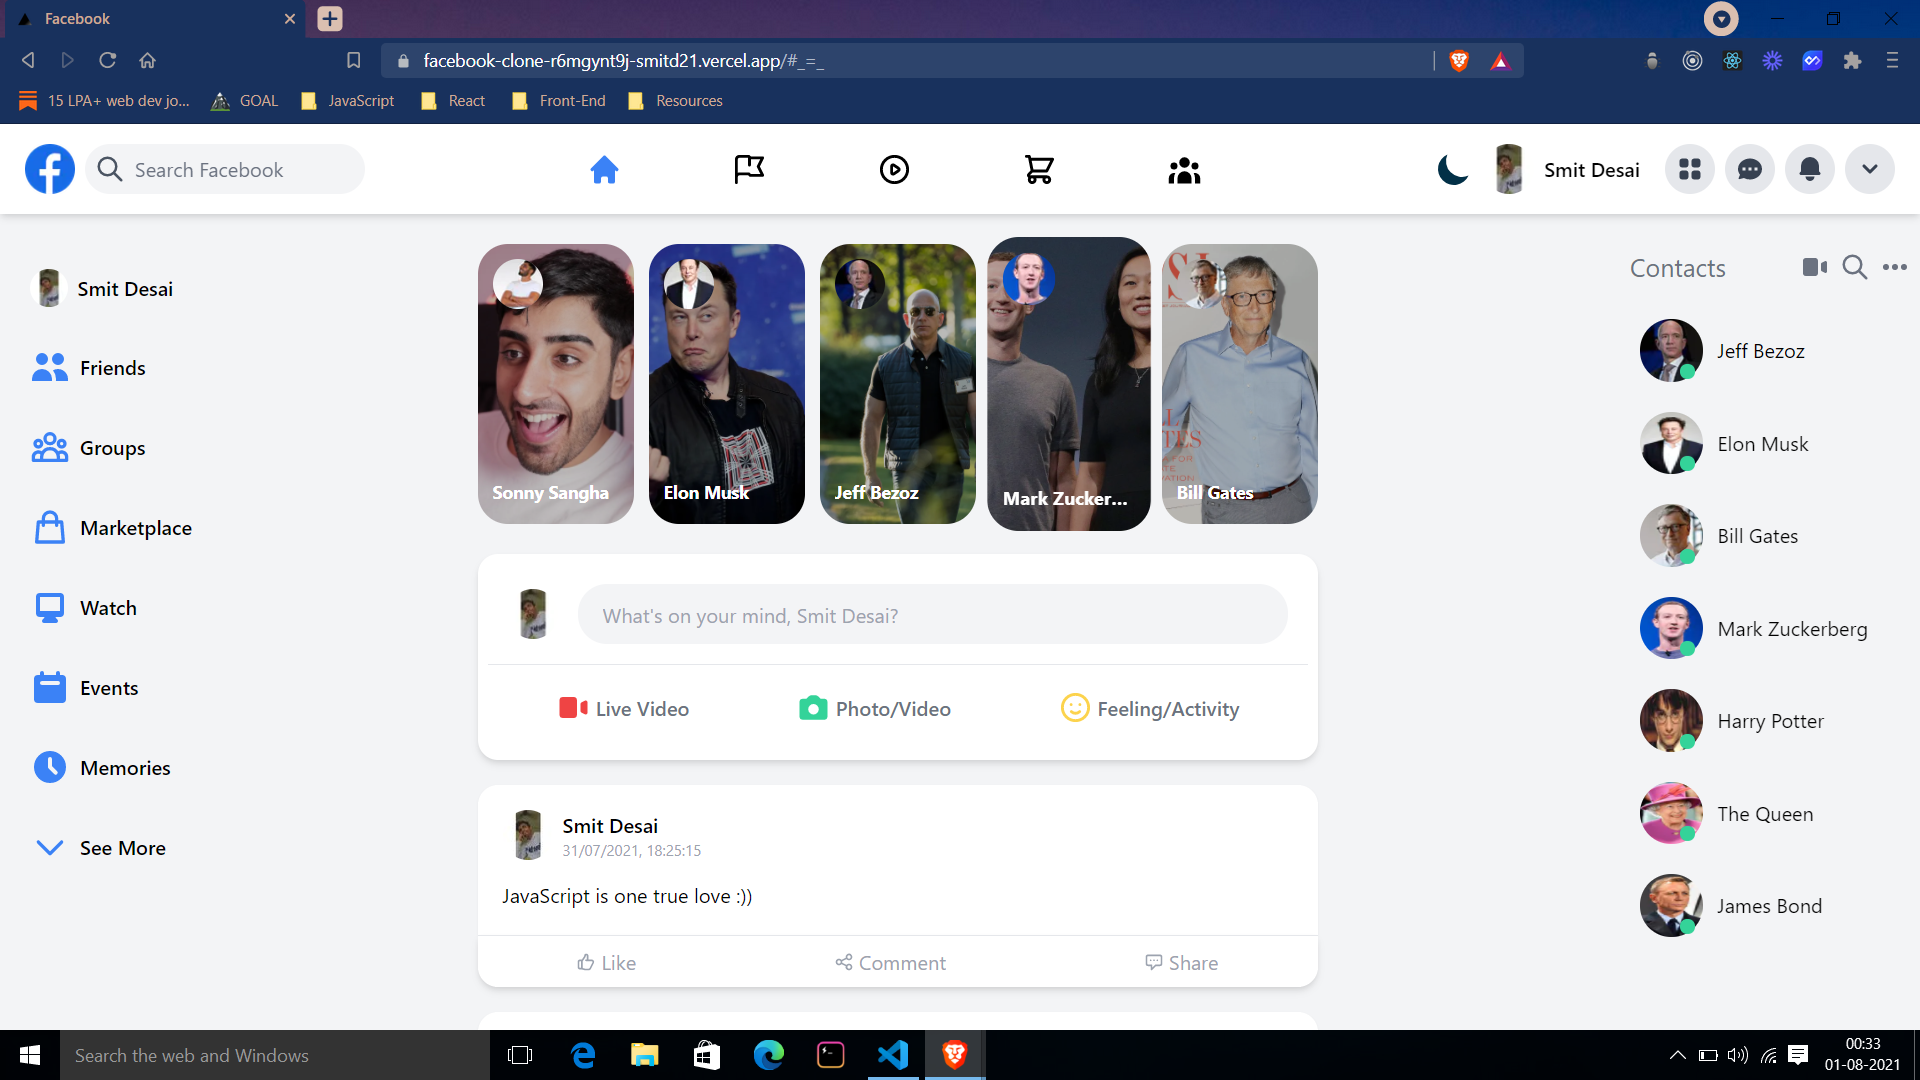 Facebook
facebook-clone-r6mgynt9j-smitd21.vercel.app/#_=_
15 LPA+ web dev jo...
GOAL
JavaScript
React
Front-End
Resources
Search Facebook
Smit Desai
Smit Desai
Friends
Groups
Marketplace
Watch
Events
Memories
See More
Sonny Sangha
Elon Musk
Jeff Bezoz
Mark Zucker...
Bill Gates
What's on your mind, Smit Desai?
Live Video
Photo/Video
Feeling/Activity
Smit Desai
31/07/2021, 18:25:15
JavaScript is one true love :))
Like
Comment
Share
Contacts
Jeff Bezoz
Elon Musk
Bill Gates
Mark Zuckerberg
Harry Potter
The Queen
James Bond
Search the web and Windows
00:33
01-08-2021